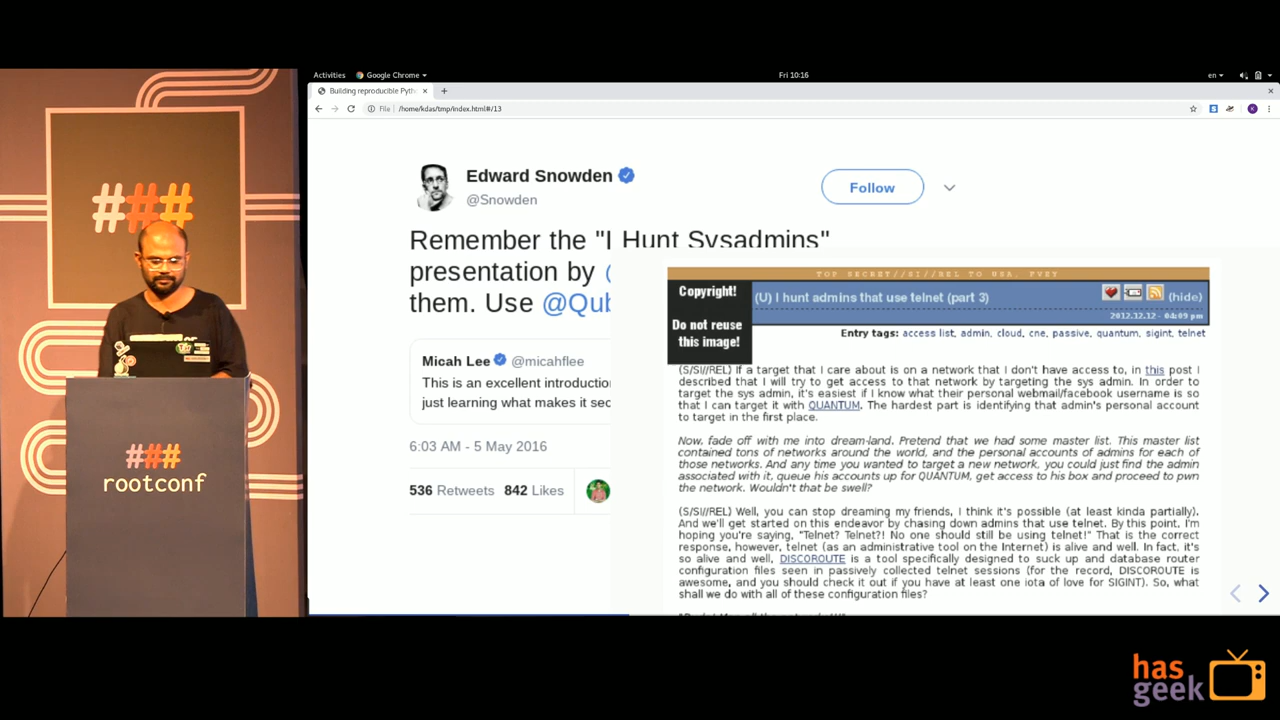 ###
###
rootconf
Activities Google Chrome
Fri 10:16
en
Building reproducible Pyth
File /home/kdas/tmp/index.html#/13
Edward Snowden
@Snowden
Follow
Remember the "I Hunt Sysadmins"
presentation by
them. Use @Qub
Micah Lee @micahflee
This is an excellent introduction
just learning what makes it sec
6:03 AM - 5 May 2016
536 Retweets 842 Likes
TOP SECRET//SI//REL TO USA, FVEY
Copyright!
Do not reuse
this image!
(U) I hunt admins that use telnet (part 3)
(hide)
2012.12.12 - 04:09 pm
Entry tags: access list, admin, cloud, cne, passive, quantum, sigint, telnet
(S/SI//REL) If a target that I care about is on a network that I don't have access to, in this post I
described that I will try to get access to that network by targeting the sys admin. In order to
target the sys admin, it's easiest if I know what their personal webmail/facebook username is so
that I can target it with QUANTUM. The hardest part is identifying that admin's personal account
to target in the first place.
Now, fade off with me into dream-land. Pretend that we had some master list. This master list
contained tons of networks around the world, and the personal accounts of admins for each of
those networks. And any time you wanted to target a new network, you could just find the admin
associated with it, queue his accounts up for QUANTUM, get access to his box and proceed to pwn
the network. Wouldn't that be swell?
(S/SI//REL) Well, you can stop dreaming my friends, I think it's possible (at least kinda partially).
And we'll get started on this endeavor by chasing down admins that use telnet. By this point, I'm
hoping you're saying, "Telnet? Telnet?! No one should still be using telnet!" That is the correct
response, however, telnet (as an administrative tool on the Internet) is alive and well. In fact, it's
so alive and well, DISCOROUTE is a tool specifically designed to suck up and database router
configuration files seen in passively collected telnet sessions (for the record, DISCOROUTE is
awesome, and you should check it out if you have at least one iota of love for SIGINT). So, what
shall we do with all of these configuration files?
has
geek